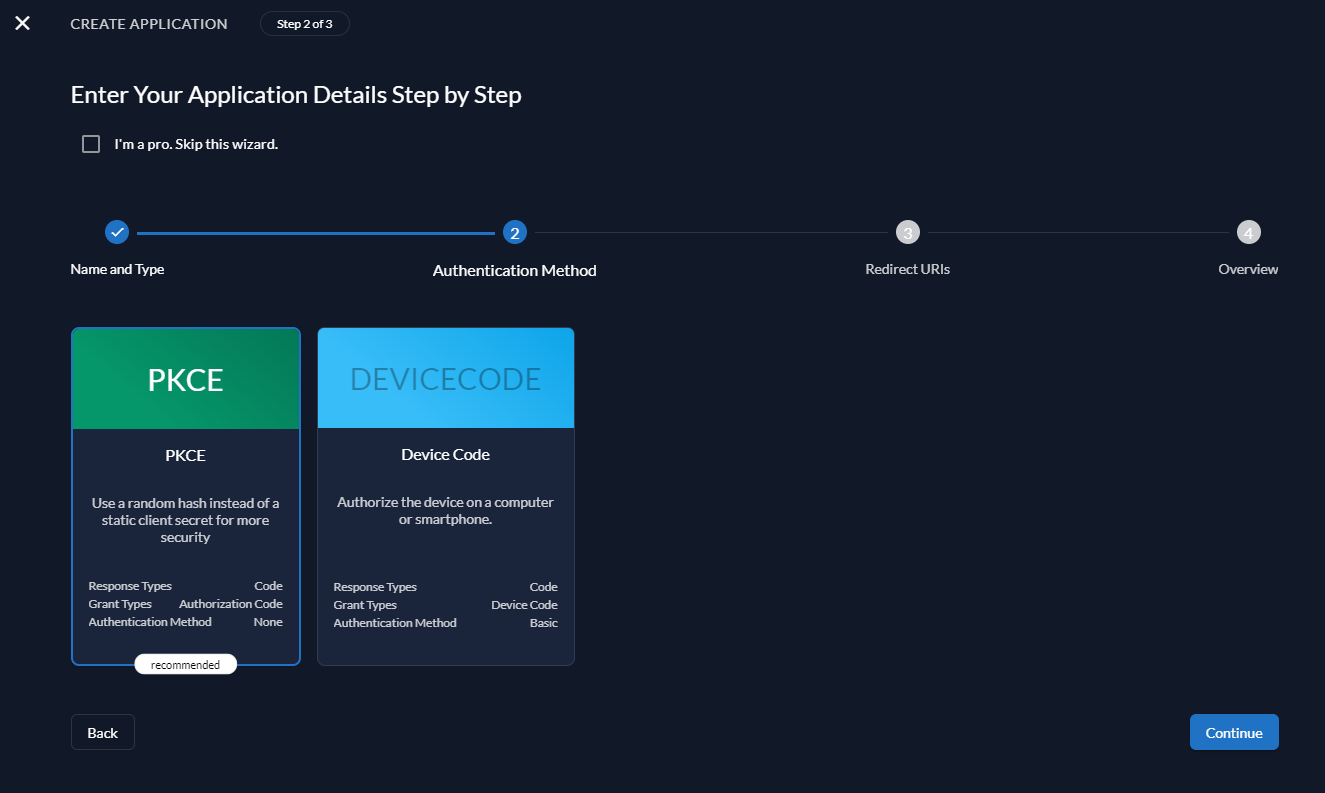 CREATE APPLICATION
Step 2 of 3
Enter Your Application Details Step by Step
I'm a pro. Skip this wizard.
2
3
4
Name and Type
Authentication Method
Redirect URIs
Overview
PKCE
PKCE
Use a random hash instead of a
static client secret for more
security
Response Types Code
Grant Types Authorization Code
Authentication Method None
recommended
DEVICECODE
Device Code
Authorize the device on a computer
or smartphone.
Response Types Code
Grant Types Device Code
Authentication Method Basic
Back
Continue